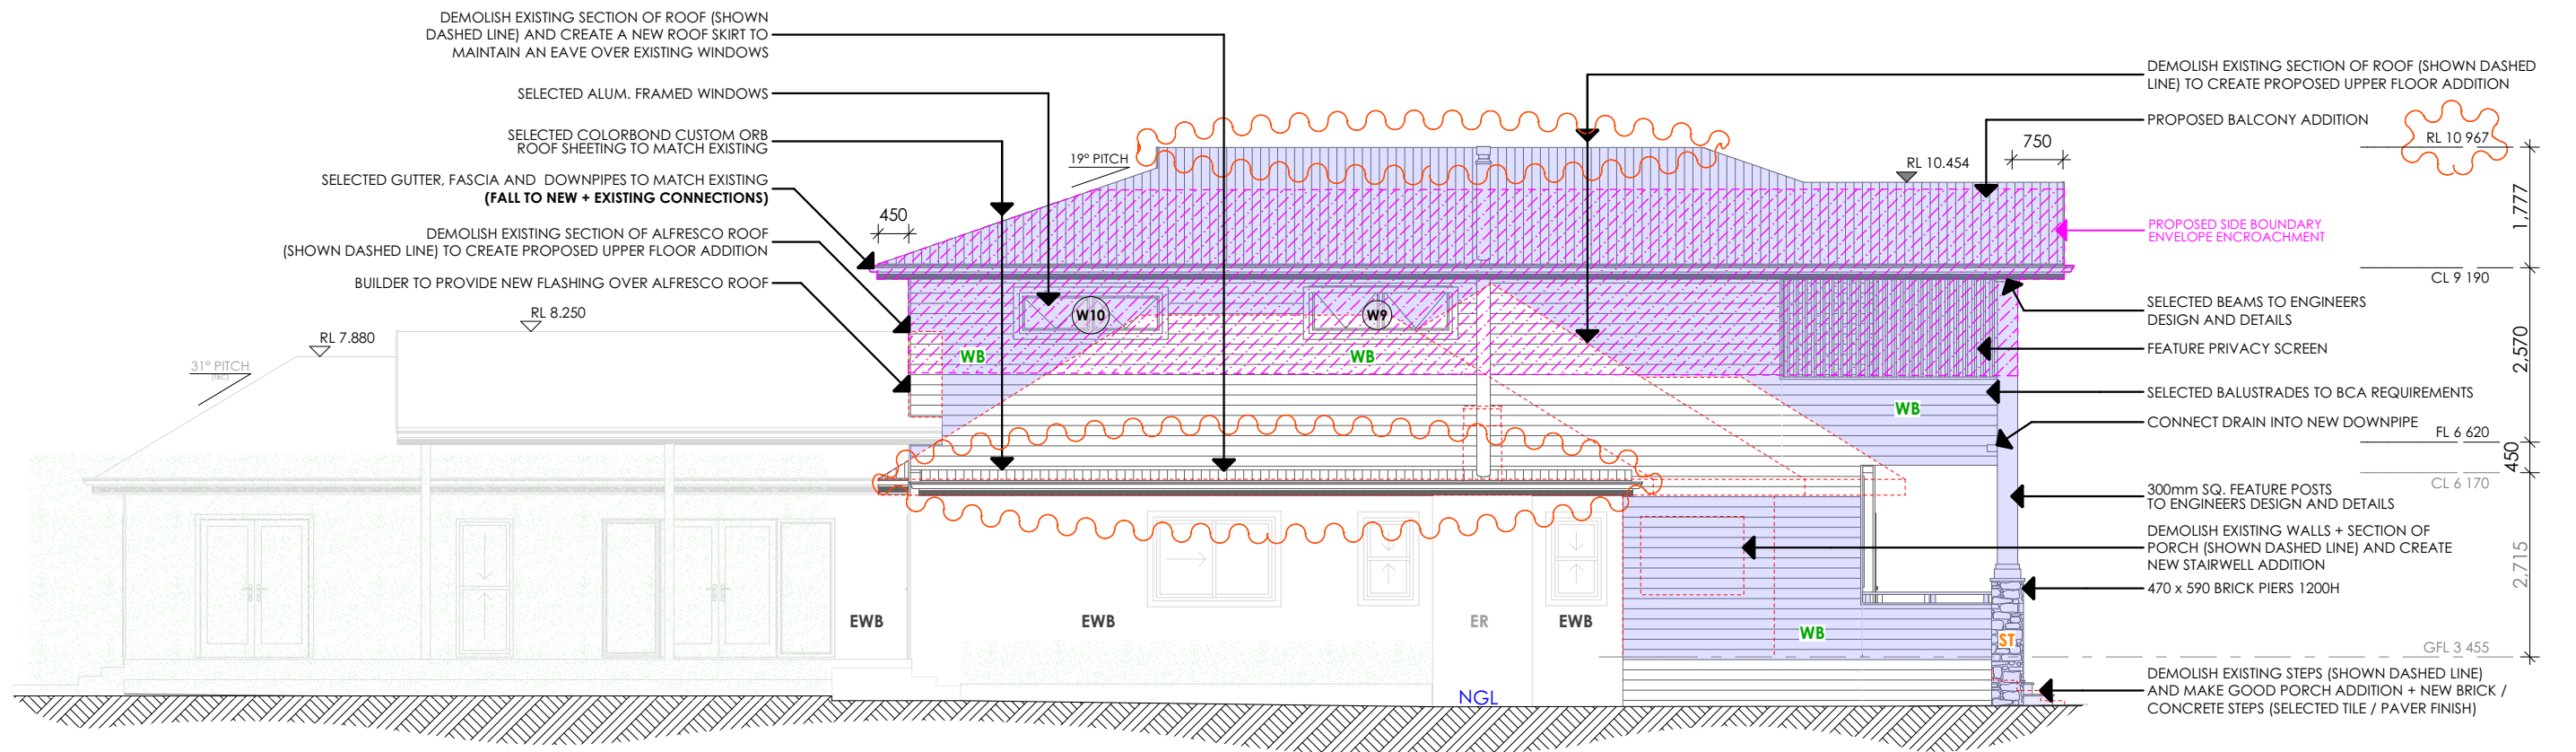 DEMOLISH EXISTING SECTION OF ROOF (SHOWN
DASHED LINE) AND CREATE A NEW ROOF SKIRT TO
MAINTAIN AN EAVE OVER EXISTING WINDOWS
SELECTED ALUM. FRAMED WINDOWS
SELECTED COLORBOND CUSTOM ORB
ROOF SHEETING TO MATCH EXISTING
SELECTED GUTTER, FASCIA AND DOWNPIPES TO MATCH EXISTING
(FALL TO NEW + EXISTING CONNECTIONS)
DEMOLISH EXISTING SECTION OF ALFRESCO ROOF
(SHOWN DASHED LINE) TO CREATE PROPOSED UPPER FLOOR ADDITION
BUILDER TO PROVIDE NEW FLASHING OVER ALFRESCO ROOF
RL 8.250
RL 7.880
31° PITCH
(TBC)
19° PITCH
450
RL 10.454
750
W10
W9
WB
WB
WB
WB
EWB
EWB
ER
EWB
ST
NGL
DEMOLISH EXISTING SECTION OF ROOF (SHOWN DASHED
LINE) TO CREATE PROPOSED UPPER FLOOR ADDITION
PROPOSED BALCONY ADDITION
PROPOSED SIDE BOUNDARY
ENVELOPE ENCROACHMENT
SELECTED BEAMS TO ENGINEERS
DESIGN AND DETAILS
FEATURE PRIVACY SCREEN
SELECTED BALUSTRADES TO BCA REQUIREMENTS
CONNECT DRAIN INTO NEW DOWNPIPE
300mm SQ. FEATURE POSTS
TO ENGINEERS DESIGN AND DETAILS
DEMOLISH EXISTING WALLS + SECTION OF
PORCH (SHOWN DASHED LINE) AND CREATE
NEW STAIRWELL ADDITION
470 x 590 BRICK PIERS 1200H
DEMOLISH EXISTING STEPS (SHOWN DASHED LINE)
AND MAKE GOOD PORCH ADDITION + NEW BRICK /
CONCRETE STEPS (SELECTED TILE / PAVER FINISH)
RL 10 967
1,777
CL 9 190
2,570
FL 6 620
450
CL 6 170
2,715
GFL 3 455